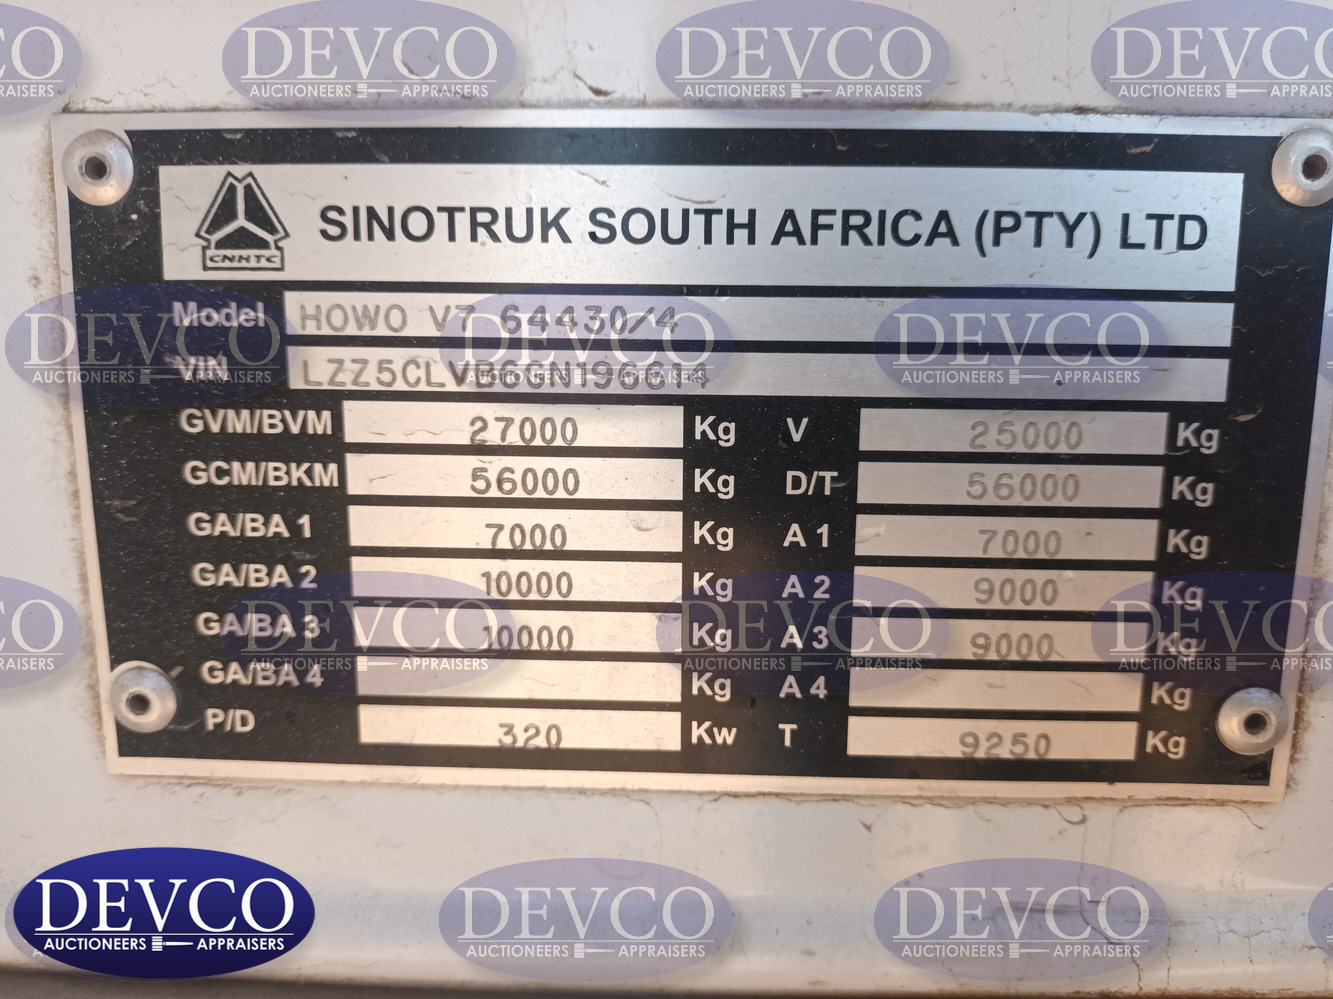 CNHTC
SINOTRUK SOUTH AFRICA (PTY) LTD
Model HOWO V7 64430/4
VIN
GVM/BVM 27000 Kg V 25000 Kg
GCM/BKM 56000 Kg D/T 56000 Kg
GA/BA 1 7000 Kg A 1 7000 Kg
GA/BA 2 10000 Kg A 2 9000 Kg
GA/BA 3 10000 Kg A 3 9000 Kg
GA/BA 4 Kg A 4 Kg
P/D 320 Kw T 9250 Kg
DEVCO
AUCTIONEERS APPRAISERS